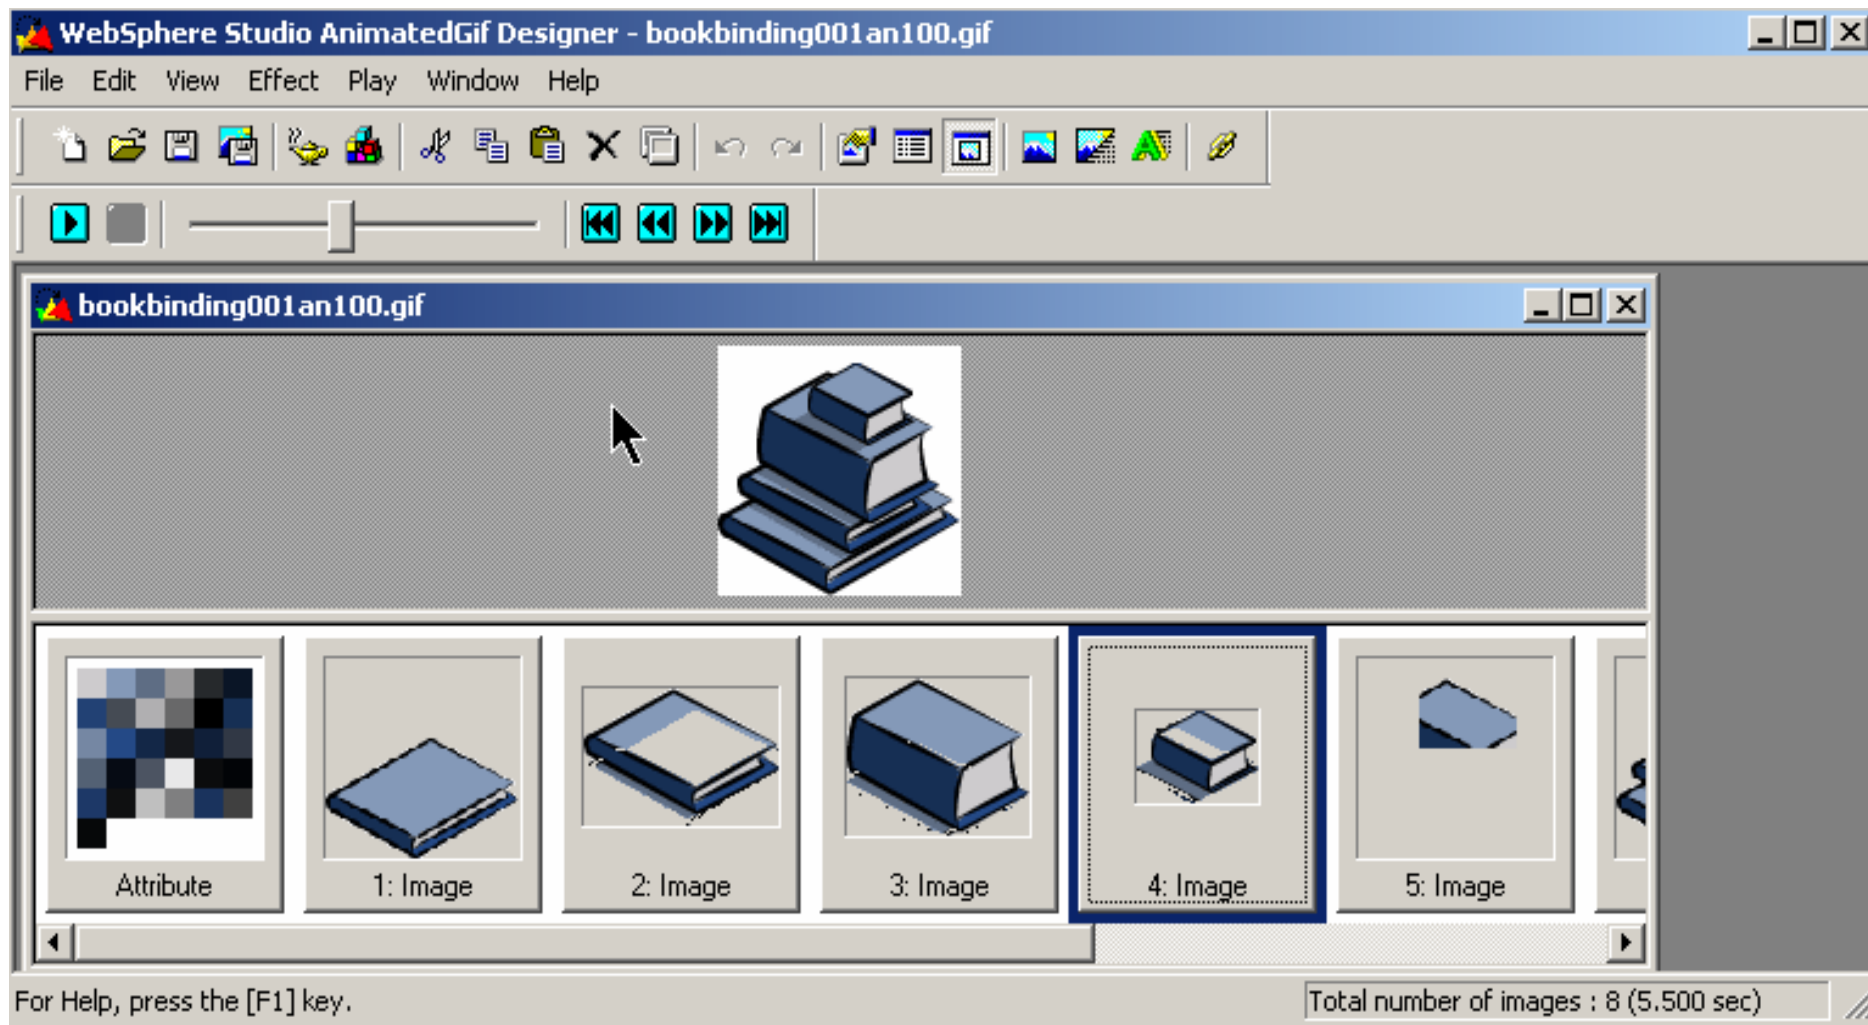 WebSphere Studio AnimatedGif Designer - bookbinding001an100.gif
File Edit View Effect Play Window Help
bookbinding001an100.gif
Attribute 1: Image 2: Image 3: Image 4: Image 5: Image
For Help, press the [F1] key. Total number of images : 8 (5.500 sec)